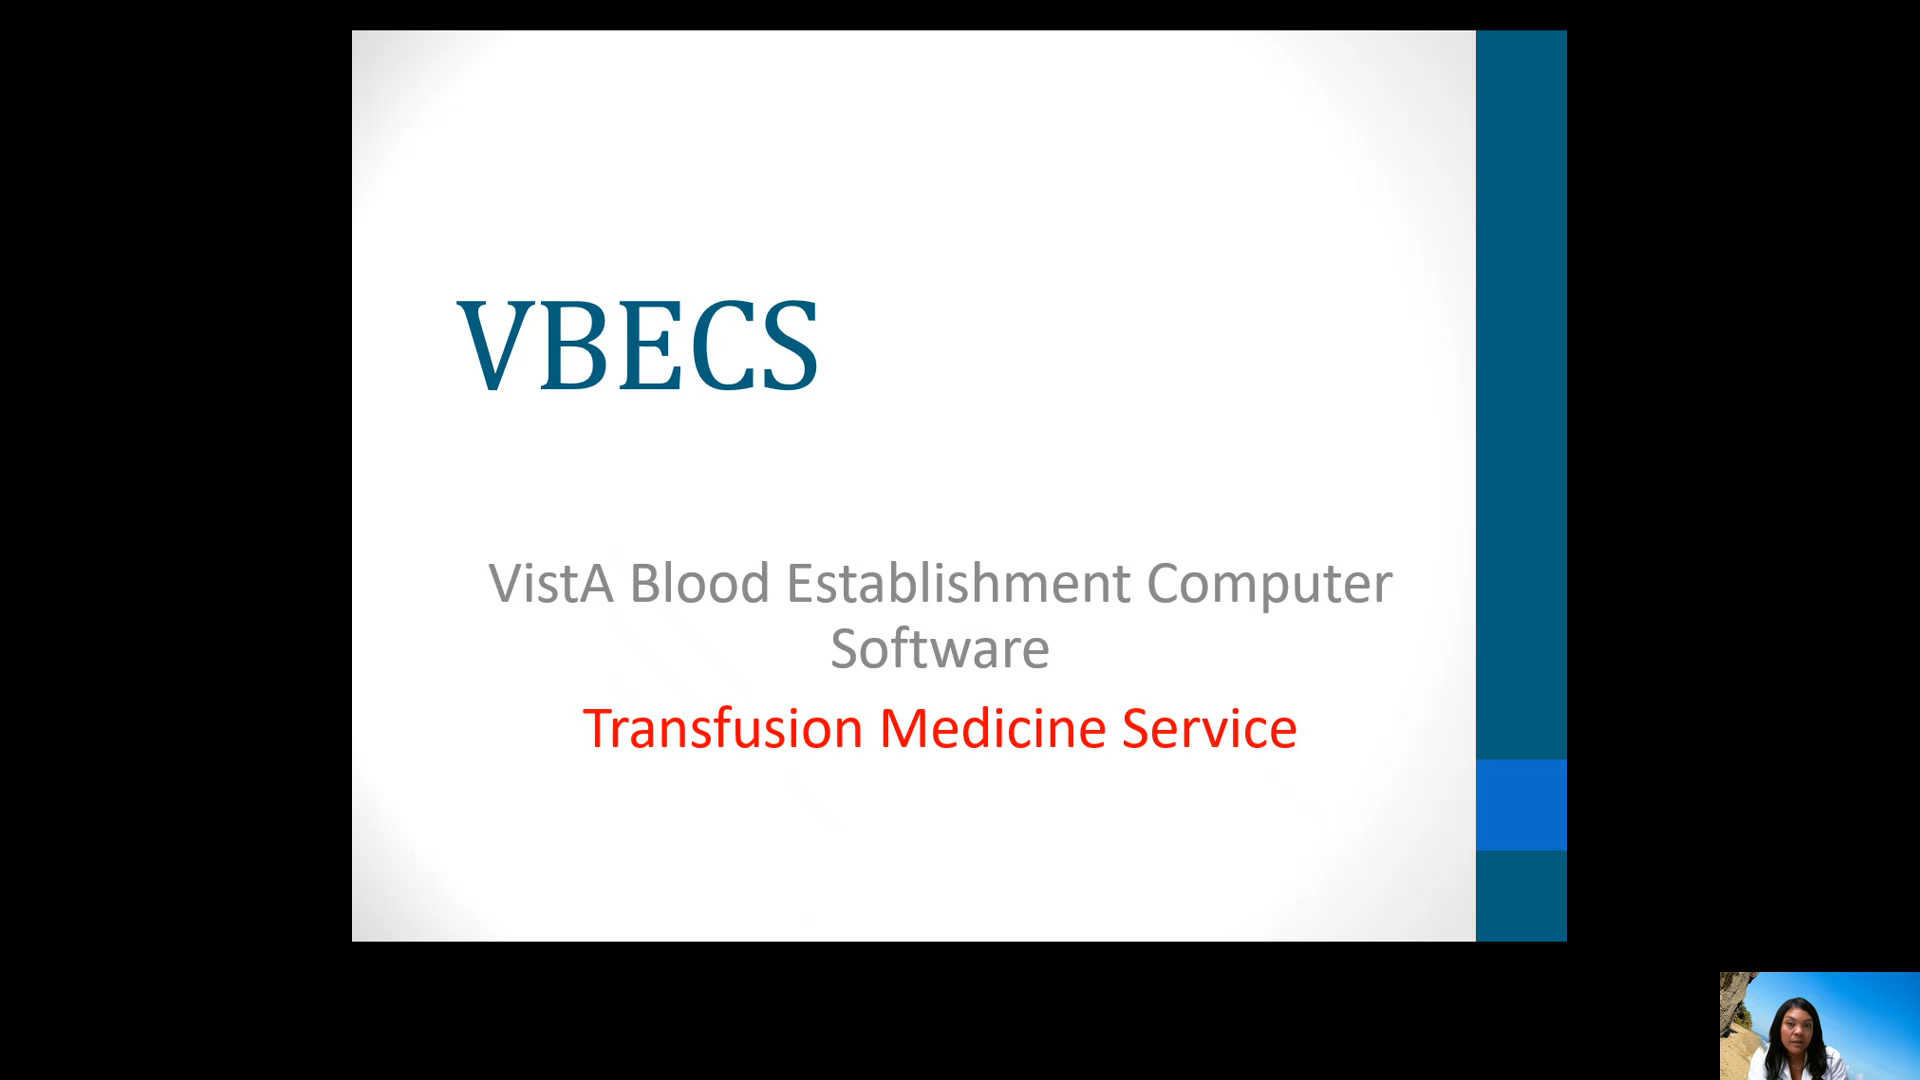 VBECS
VistA Blood Establishment Computer
Software
Transfusion Medicine Service